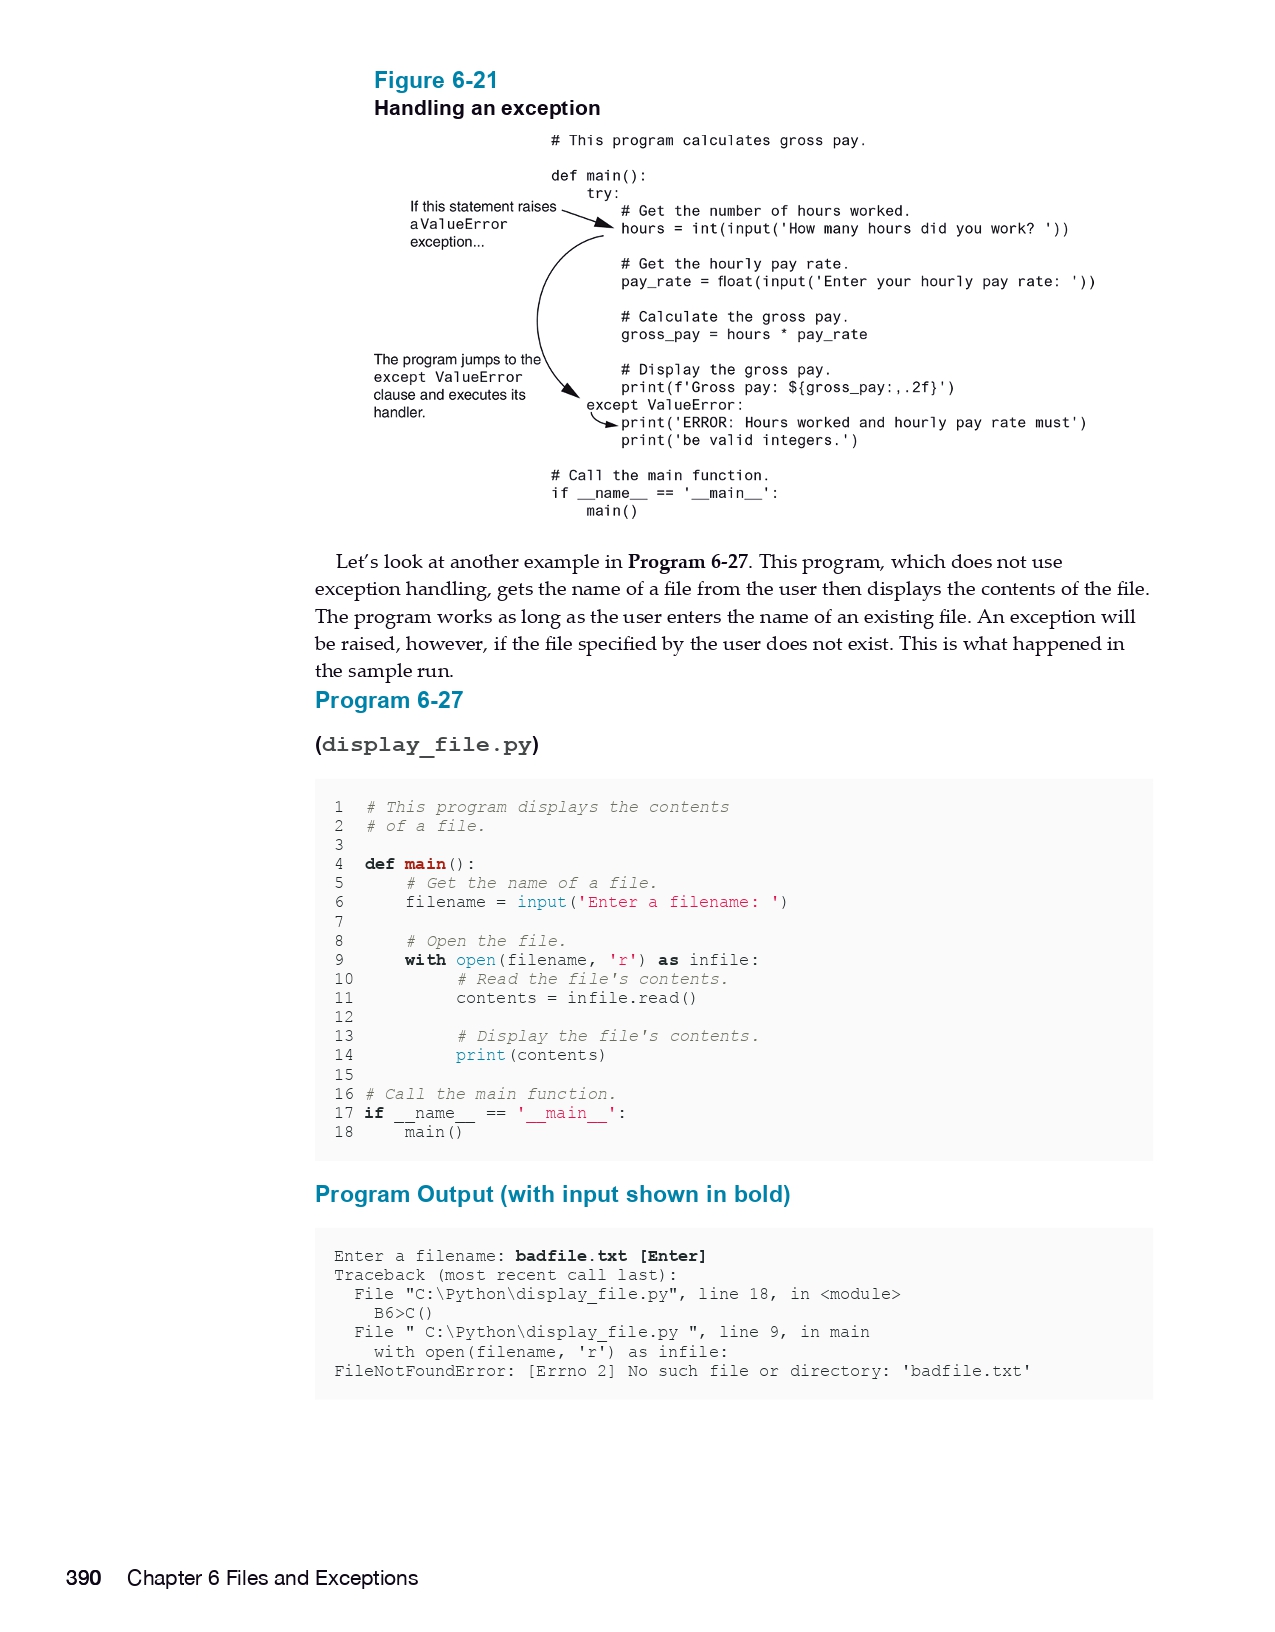 Figure 6-21
Handling an exception
# This program calculates gross pay.
def main():
    try:
If this statement raises
a ValueError
exception...
        # Get the number of hours worked.
        hours = int(input('How many hours did you work? '))
        # Get the hourly pay rate.
        pay_rate = float(input('Enter your hourly pay rate: '))
        # Calculate the gross pay.
        gross_pay = hours * pay_rate
The program jumps to the
except ValueError
clause and executes its
handler.
        # Display the gross pay.
        print(f'Gross pay: ${gross_pay:,.2f}')
    except ValueError:
        print('ERROR: Hours worked and hourly pay rate must')
        print('be valid integers.')
# Call the main function.
if __name__ == '__main__':
    main()
Let’s look at another example in Program 6-27. This program, which does not use
exception handling, gets the name of a file from the user then displays the contents of the file.
The program works as long as the user enters the name of an existing file. An exception will
be raised, however, if the file specified by the user does not exist. This is what happened in
the sample run.
Program 6-27
(display_file.py)
1 # This program displays the contents
2 # of a file.
3
4 def main():
5     # Get the name of a file.
6     filename = input('Enter a filename: ')
7
8     # Open the file.
9     with open(filename, 'r') as infile:
10         # Read the file's contents.
11         contents = infile.read()
12
13         # Display the file's contents.
14         print(contents)
15
16 # Call the main function.
17 if __name__ == '__main__':
18     main()
Program Output (with input shown in bold)
Enter a filename: badfile.txt [Enter]
Traceback (most recent call last):
  File "C:\Python\display_file.py", line 18, in <module>
    B6>C()
  File " C:\Python\display_file.py ", line 9, in main
    with open(filename, 'r') as infile:
FileNotFoundError: [Errno 2] No such file or directory: 'badfile.txt'
390 Chapter 6 Files and Exceptions